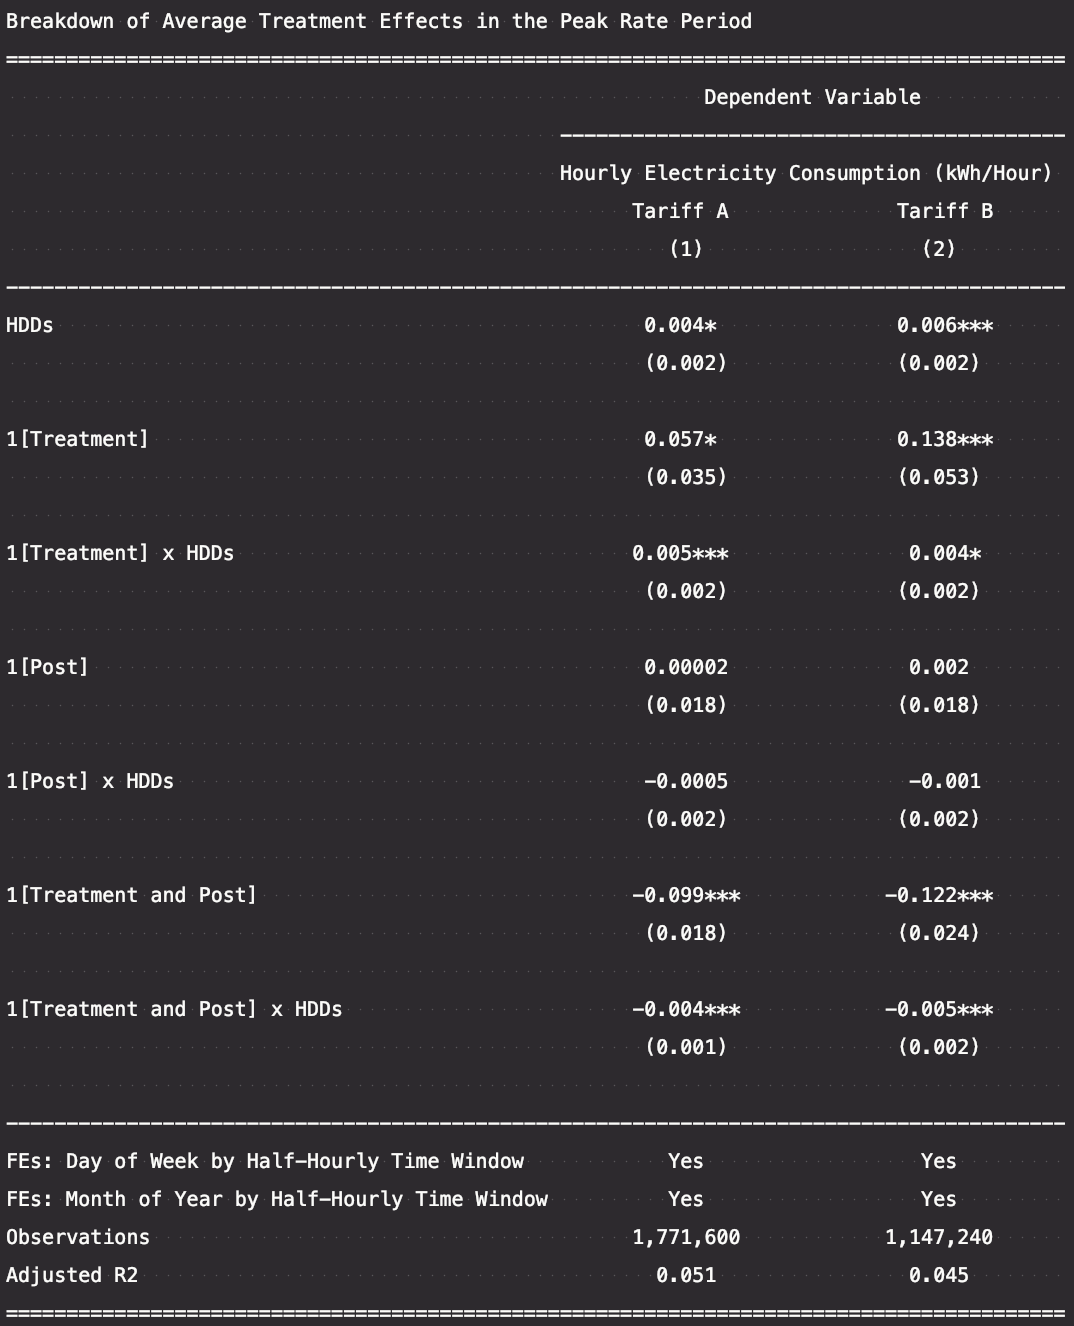 Breakdown of Average Treatment Effects in the Peak Rate Period
Dependent Variable
Hourly Electricity Consumption (kWh/Hour)
Tariff A Tariff B
(1) (2)
HDDs 0.004* 0.006***
(0.002) (0.002)
1[Treatment] 0.057* 0.138***
(0.035) (0.053)
1[Treatment] x HDDs 0.005*** 0.004*
(0.002) (0.002)
1[Post] 0.00002 0.002
(0.018) (0.018)
1[Post] x HDDs -0.0005 -0.001
(0.002) (0.002)
1[Treatment and Post] -0.099*** -0.122***
(0.018) (0.024)
1[Treatment and Post] x HDDs -0.004*** -0.005***
(0.001) (0.002)
FEs: Day of Week by Half-Hourly Time Window Yes Yes
FEs: Month of Year by Half-Hourly Time Window Yes Yes
Observations 1,771,600 1,147,240
Adjusted R2 0.051 0.045